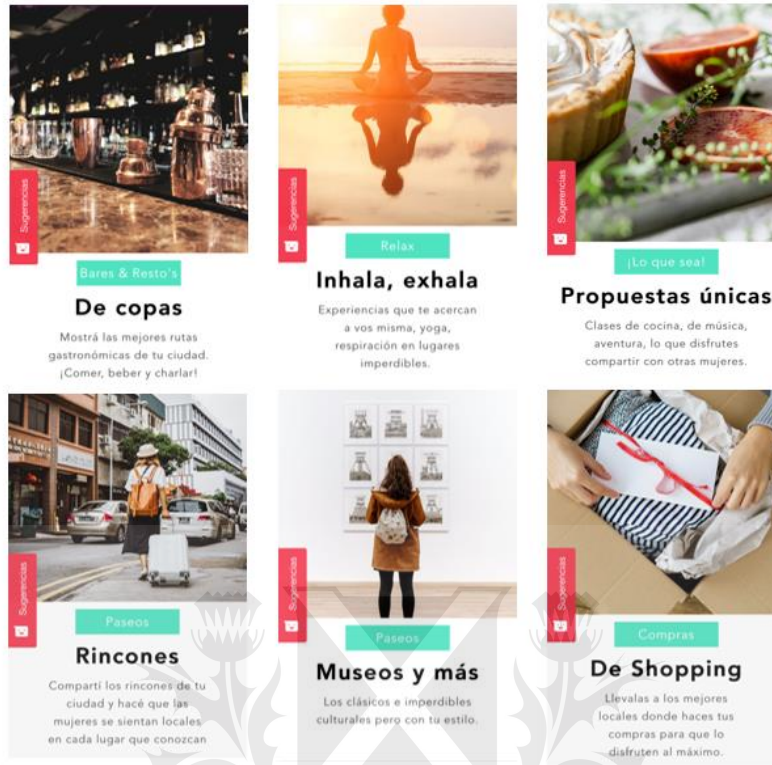 Sugerencias
Bares & Resto's
De copas
Mostrá las mejores rutas
gastronómicas de tu ciudad.
¡Comer, beber y charlar!
Sugerencias
Relax
Inhala, exhala
Experiencias que te acercan
a vos misma, yoga,
respiración en lugares
imperdibles.
Sugerencias
¡Lo que sea!
Propuestas únicas
Clases de cocina, de música,
aventura, lo que disfrutes
compartir con otras mujeres.
Sugerencias
Paseos
Rincones
Compartí los rincones de tu
ciudad y hacé que las
mujeres se sientan locales
en cada lugar que conozcan
Sugerencias
Paseos
Museos y más
Los clásicos e imperdibles
culturales pero con tu estilo.
Sugerencias
Compras
De Shopping
Llevalas a los mejores
locales donde haces tus
compras para que lo
disfruten al máximo.